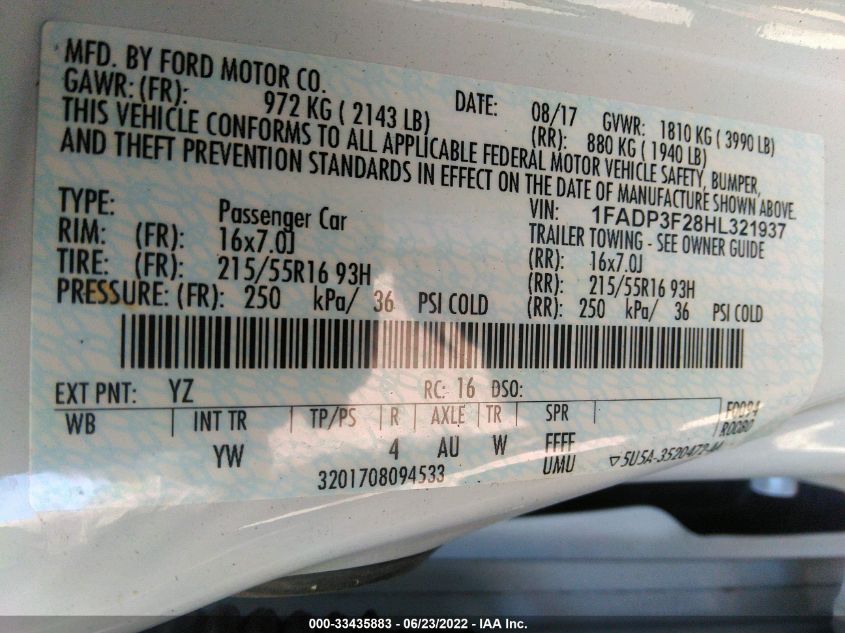 MFD. BY FORD MOTOR CO. DATE: 08/17 GVWR: 1810 KG ( 3990 LB)
GAWR: (FR): 972 KG ( 2143 LB) (RR): 880 KG ( 1940 LB)
THIS VEHICLE CONFORMS TO ALL APPLICABLE FEDERAL MOTOR VEHICLE SAFETY, BUMPER,
AND THEFT PREVENTION STANDARDS IN EFFECT ON THE DATE OF MANUFACTURE SHOWN ABOVE.
VIN: 1FADP3F28HL321937
TYPE: Passenger Car TRAILER TOWING - SEE OWNER GUIDE
RIM: (FR): 16x7.0J (RR): 16x7.0J
TIRE: (FR): 215/55R16 93H (RR): 215/55R16 93H
PRESSURE: (FR): 250 kPa/ 36 PSI COLD (RR): 250 kPa/ 36 PSI COLD
EXT PNT: YZ RC: 16 DSO:
WB INT TR TP/PS R AXLE TR SPR F0094
R00B0
YW 4 AU W FFFF
UMU
3201708094533
000-33435883 - 06/23/2022 - IAA Inc.